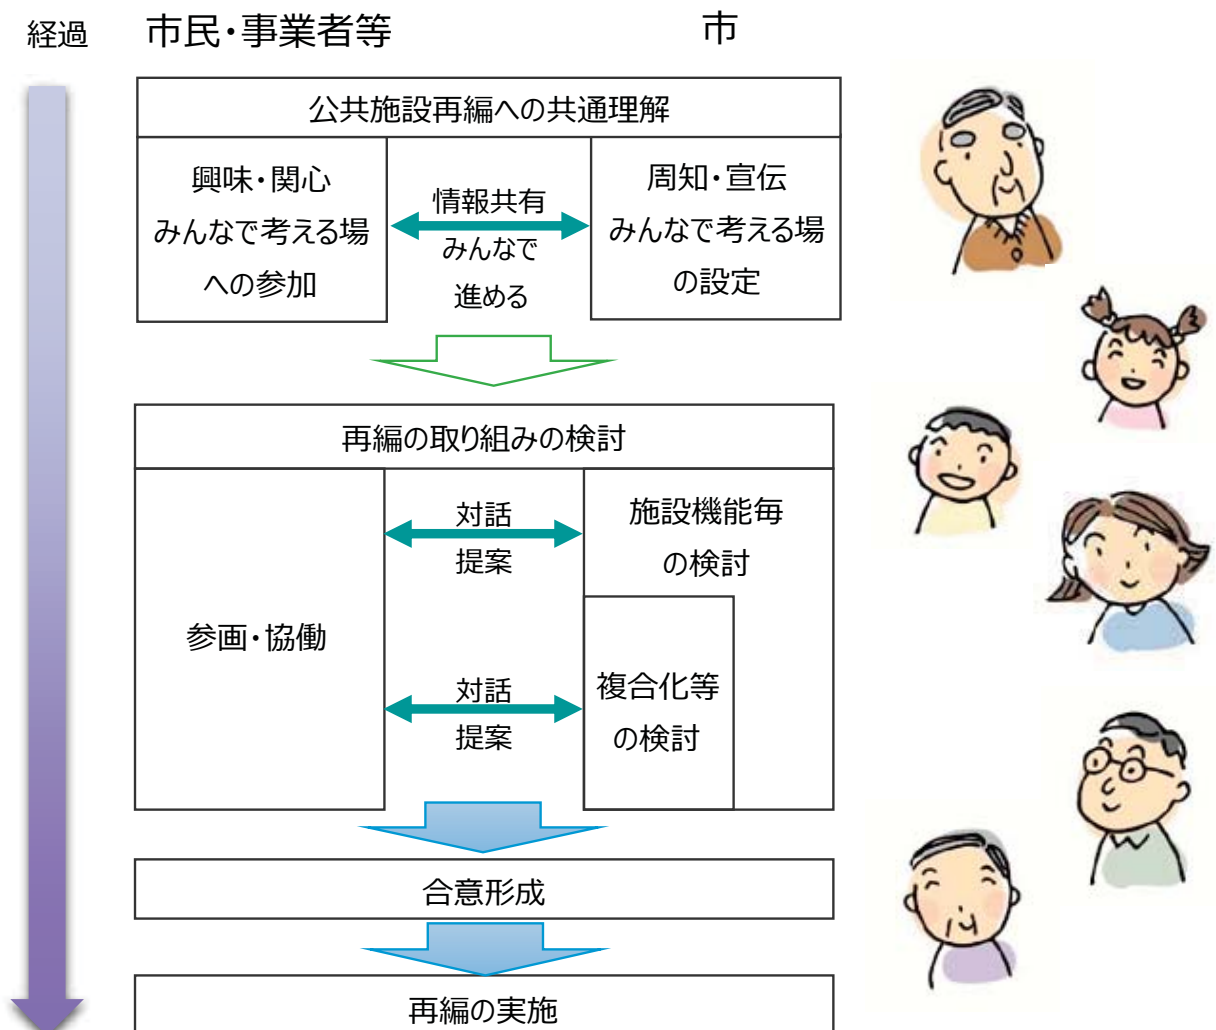 経過
市民・事業者等
市
公共施設再編への共通理解
興味・関心
みんなで考える場
への参加
情報共有
みんなで
進める
周知・宣伝
みんなで考える場
の設定
再編の取り組みの検討
参画・協働
対話
提案
施設機能毎
の検討
対話
提案
複合化等
の検討
合意形成
再編の実施